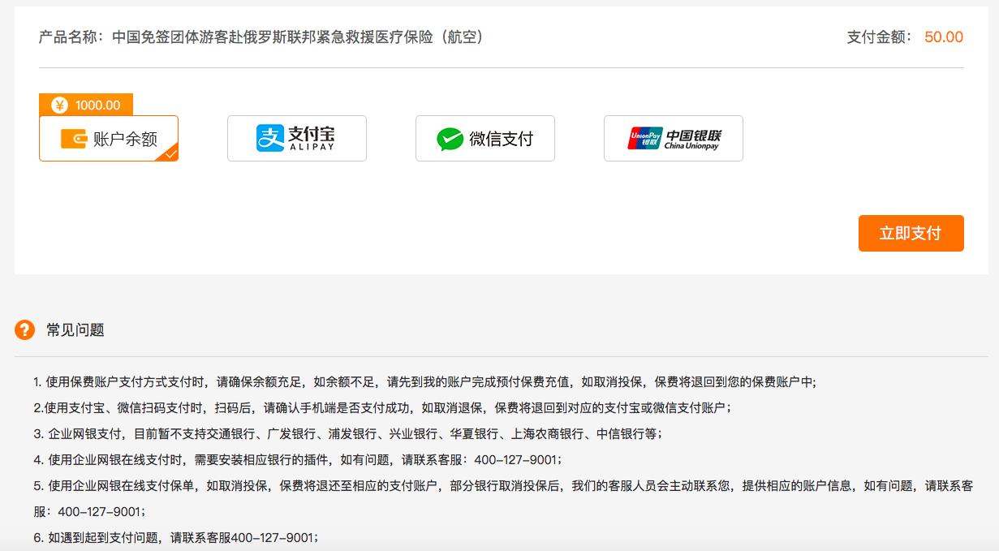 产品名称：中国免签团体游客赴俄罗斯联邦紧急救援医疗保险（航空）
支付金额： 50.00
¥ 1000.00
账户余额
支 支付宝
ALIPAY
微信支付
UnionPay
银联
中国银联
China Unionpay
立即支付
? 常见问题
1. 使用保费账户支付方式支付时，请确保余额充足，如余额不足，请先到我的账户完成预付保费充值，如取消投保，保费将退回到您的保费账户中;
2.使用支付宝、微信扫码支付时，扫码后，请确认手机端是否支付成功，如取消退保，保费将退回到对应的支付宝或微信支付账户；
3. 企业网银支付，目前暂不支持交通银行、广发银行、浦发银行、兴业银行、华夏银行、上海农商银行、中信银行等；
4. 使用企业网银在线支付时，需要安装相应银行的插件，如有问题，请联系客服：400-127-9001；
5. 使用企业网银在线支付保单，如取消投保，保费将退还至相应的支付账户，部分银行取消投保后，我们的客服人员会主动联系您，提供相应的账户信息，如有问题，请联系客
服：400-127-9001；
6. 如遇到起到支付问题，请联系客服400-127-9001；